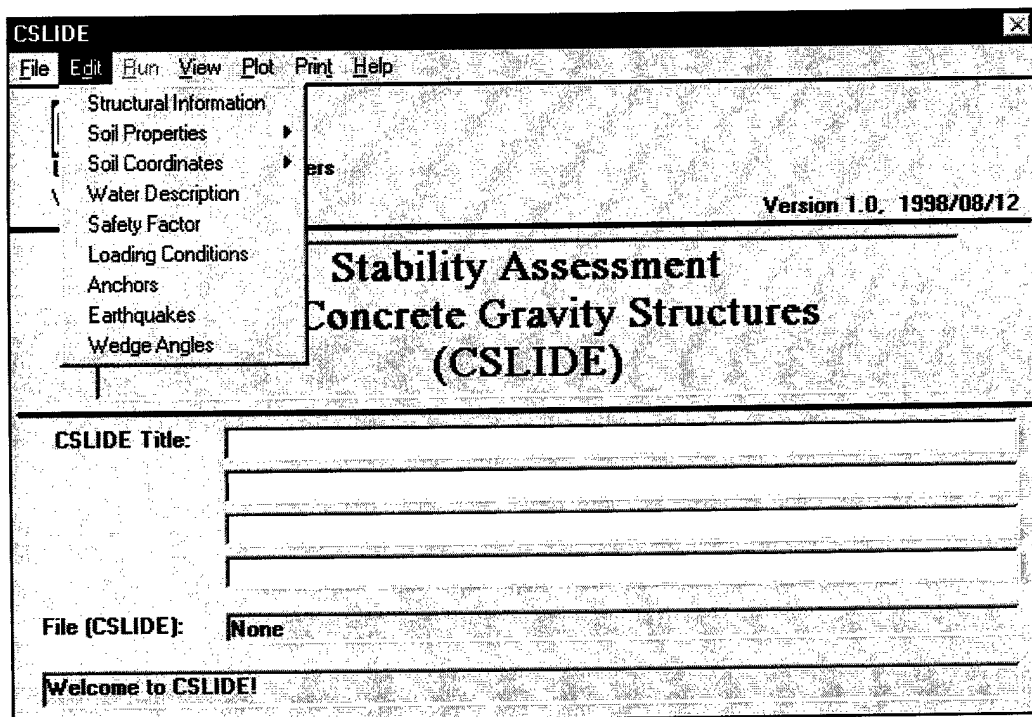 CSLIDE
File Edit Run View Plot Print Help
Structural Information
Soil Properties
Soil Coordinates
Water Description
Safety Factor
Loading Conditions
Anchors
Earthquakes
Wedge Angles
ers
Version 1.0, 1998/08/12
Stability Assessment
Concrete Gravity Structures
(CSLIDE)
CSLIDE Title:
File (CSLIDE): None
Welcome to CSLIDE!